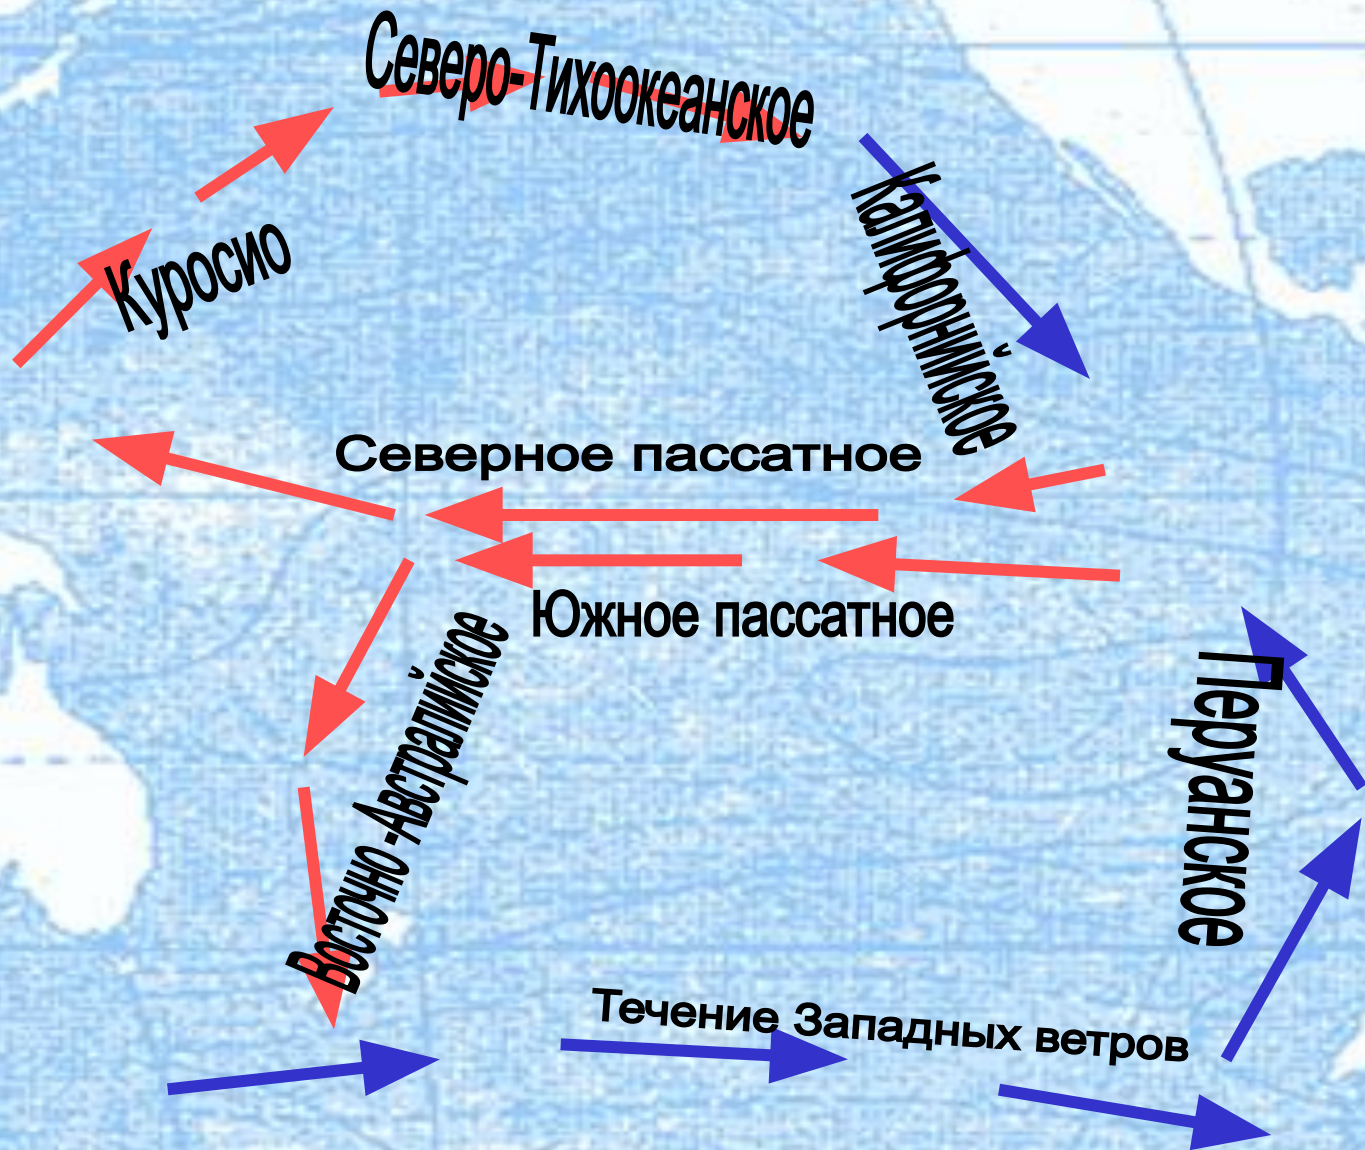 Северо-Тихоокеанское
Калифорнийское
Куросио
Северное пассатное
Южное пассатное
Восточно-Австралийское
Перуанское
Течение Западных ветров